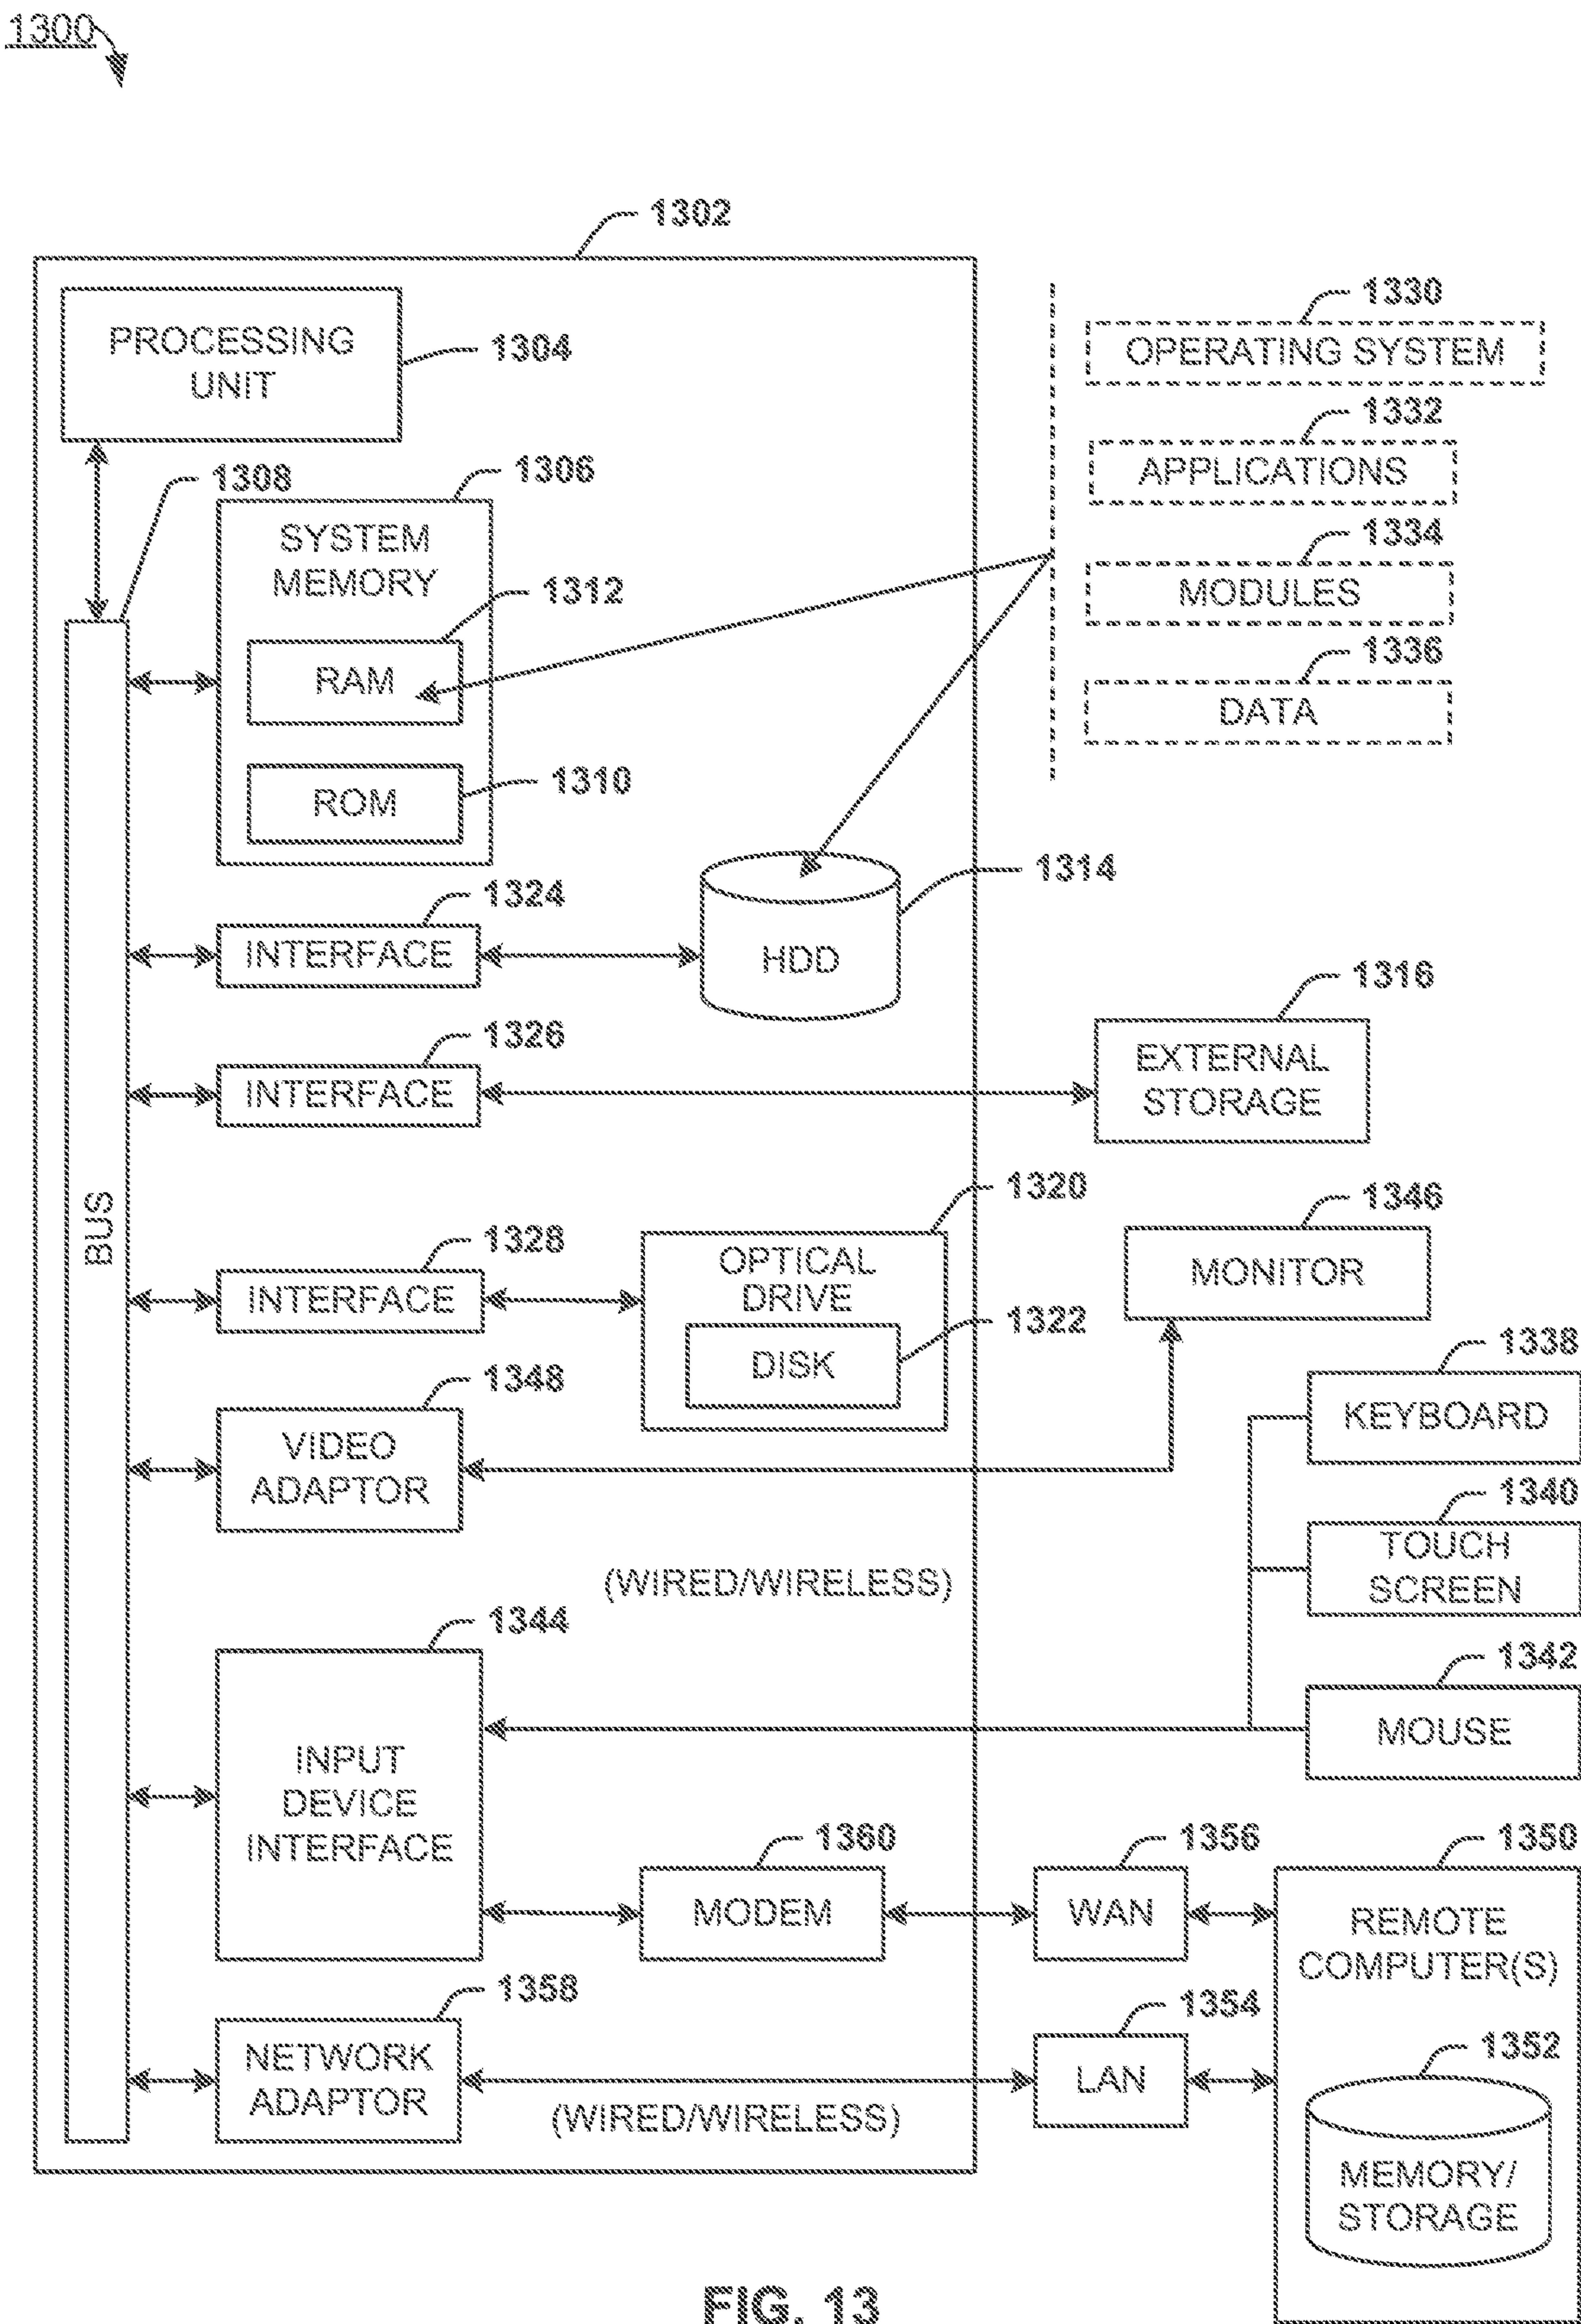 1300
1302
PROCESSING
UNIT
1304
1330
OPERATING SYSTEM
1332
APPLICATIONS
1334
MODULES
1336
DATA
1308
1306
SYSTEM
MEMORY
1312
RAM
1310
ROM
1314
HDD
1324
INTERFACE
1316
EXTERNAL
STORAGE
1326
INTERFACE
BUS
1320
OPTICAL
DRIVE
1322
DISK
1346
MONITOR
1328
INTERFACE
1338
KEYBOARD
1348
VIDEO
ADAPTOR
1340
TOUCH
SCREEN
(WIRED/WIRELESS)
1344
INPUT
DEVICE
INTERFACE
1342
MOUSE
1360
MODEM
1356
WAN
1350
REMOTE
COMPUTER(S)
1358
NETWORK
ADAPTOR
(WIRED/WIRELESS)
1354
LAN
1352
MEMORY/
STORAGE
FIG. 13